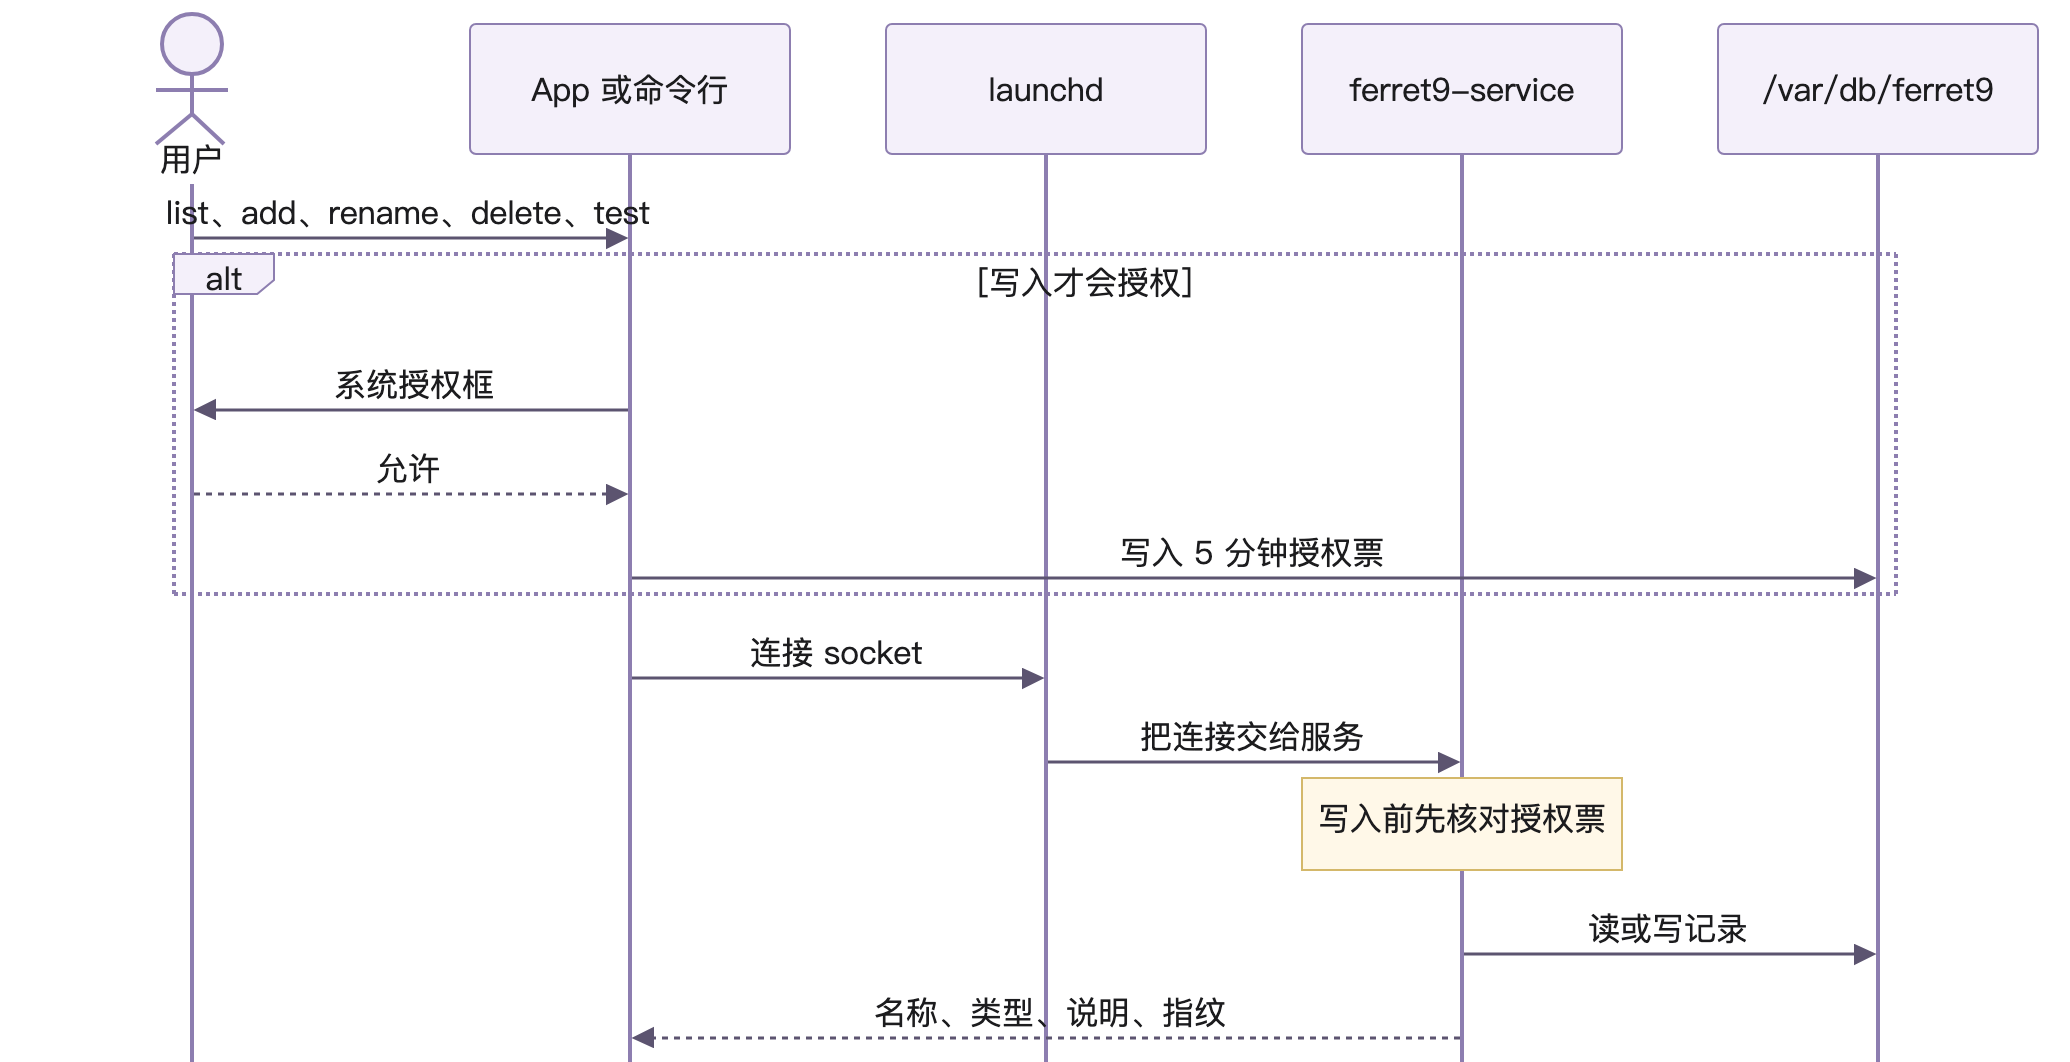 用户
App 或命令行
launchd
ferret9-service
/var/db/ferret9
list、add、rename、delete、test
alt
[写入才会授权]
系统授权框
允许
写入 5 分钟授权票
连接 socket
把连接交给服务
写入前先核对授权票
读或写记录
名称、类型、说明、指纹